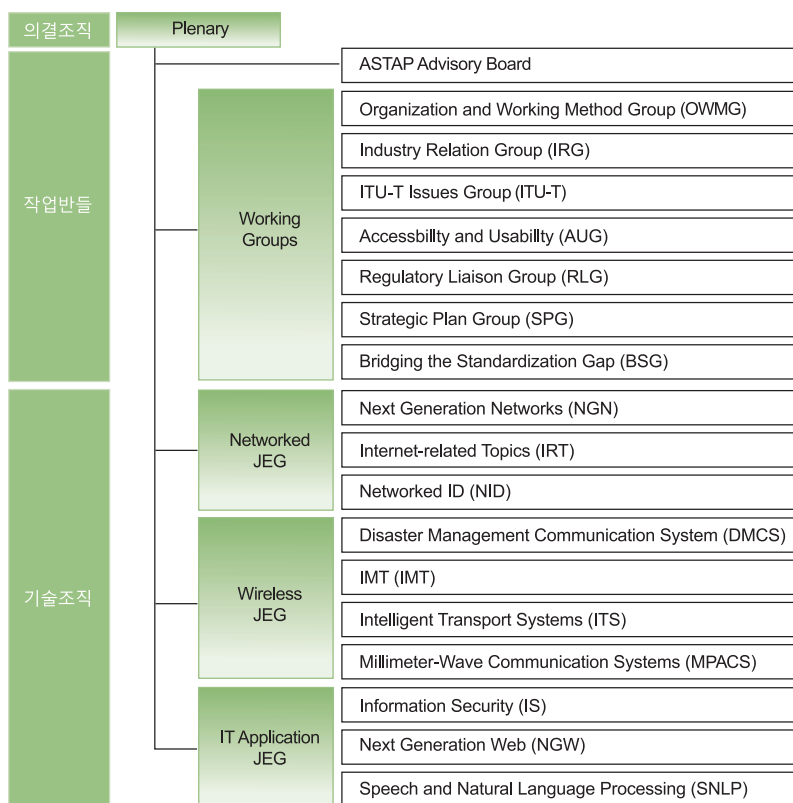 의결조직
Plenary
ASTAP Advisory Board
작업반들
Working
Groups
Organization and Working Method Group (OWMG)
Industry Relation Group (IRG)
ITU-T Issues Group (ITU-T)
Accessbility and Usability (AUG)
Regulatory Liaison Group (RLG)
Strategic Plan Group (SPG)
Bridging the Standardization Gap (BSG)
기술조직
Networked
JEG
Next Generation Networks (NGN)
Internet-related Topics (IRT)
Networked ID (NID)
Wireless
JEG
Disaster Management Communication System (DMCS)
IMT (IMT)
Intelligent Transport Systems (ITS)
Millimeter-Wave Communication Systems (MPACS)
IT Application
JEG
Information Security (IS)
Next Generation Web (NGW)
Speech and Natural Language Processing (SNLP)